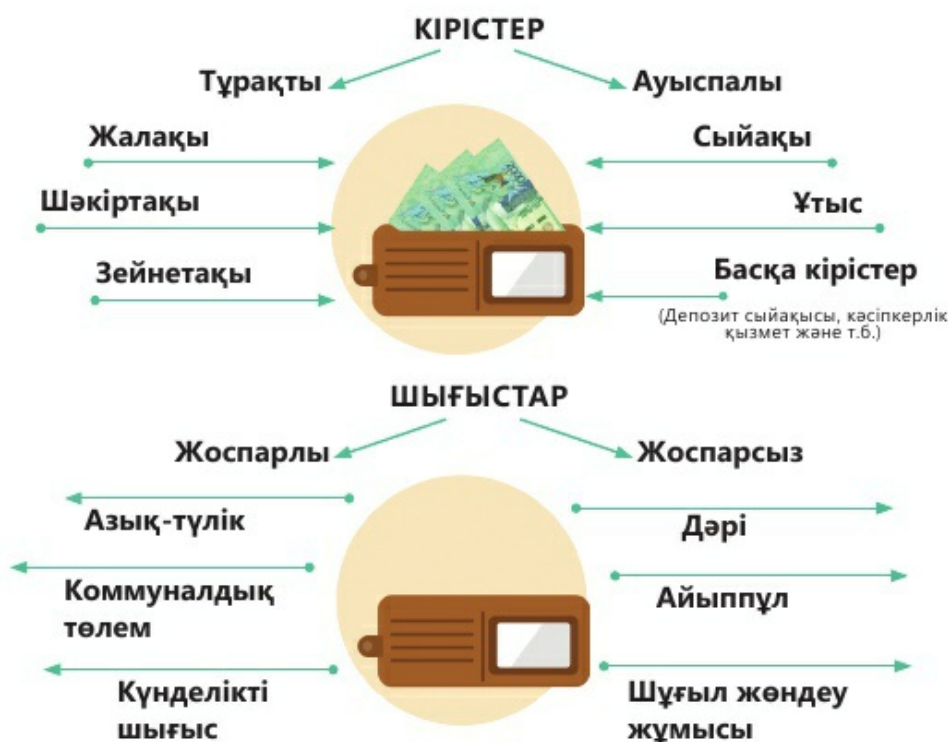 КІРІСТЕР
Тұрақты
Ауыспалы
Жалақы
Сыйақы
Шәкіртақы
Ұтыс
Зейнетақы
Басқа кірістер
(Депозит сыйақысы, кәсіпкерлік
қызмет және т.б.)
ШЫҒЫСТАР
Жоспарлы
Жоспарсыз
Азық-түлік
Дәрі
Коммуналдық
төлем
Айыппұл
Күнделікті
шығыс
Шұғыл жөндеу
жұмысы